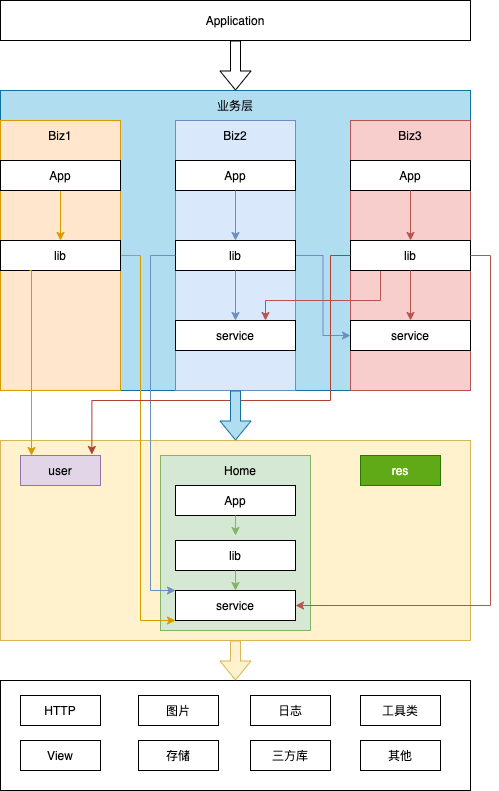 Application
业务层
Biz1 Biz2 Biz3
App App App
lib lib lib
service service
user Home res
App
lib
service
HTTP 图片 日志 工具类
View 存储 三方库 其他